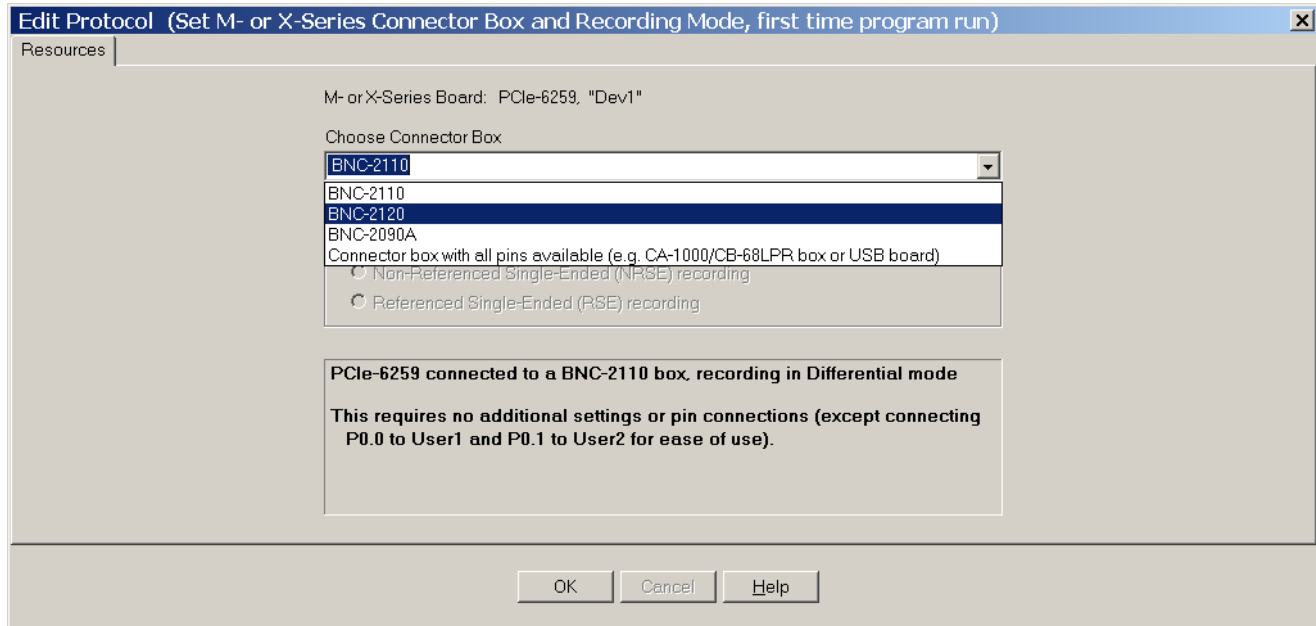 Edit Protocol (Set M- or X-Series Connector Box and Recording Mode, first time program run)
Resources
M- or X-Series Board: PCIe-6259, "Dev1"
Choose Connector Box
BNC-2110
BNC-2110
BNC-2120
BNC-2090A
Connector box with all pins available (e.g. CA-1000/CB-68LPR box or USB board)
Non-Referenced Single-Ended (NRSE) recording
Referenced Single-Ended (RSE) recording
PCIe-6259 connected to a BNC-2110 box, recording in Differential mode
This requires no additional settings or pin connections (except connecting
P0.0 to User1 and P0.1 to User2 for ease of use).
OK Cancel Help